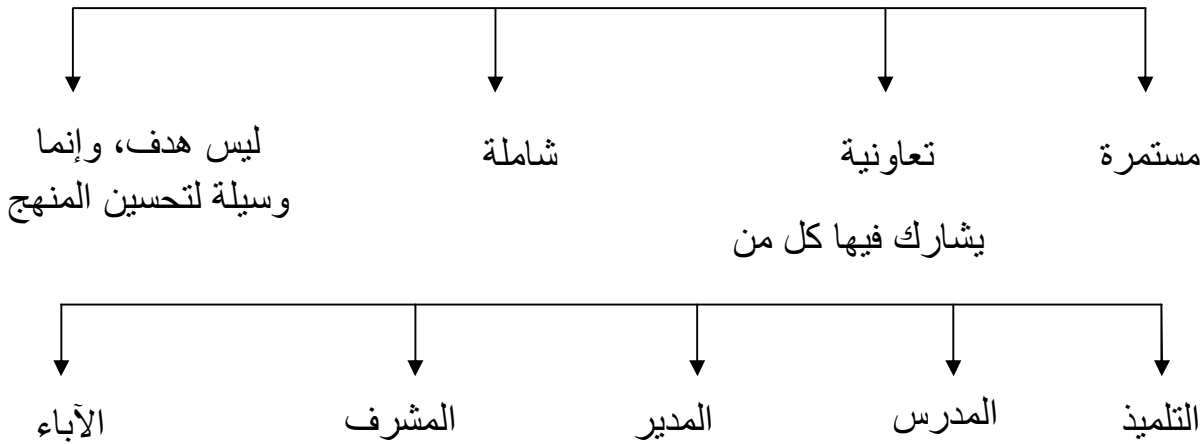 مستمرة
تعاونية
شاملة
ليس هدف، وإنما
وسيلة لتحسين المنهج
يشارك فيها كل من
التلميذ
المدرس
المدير
المشرف
الآباء